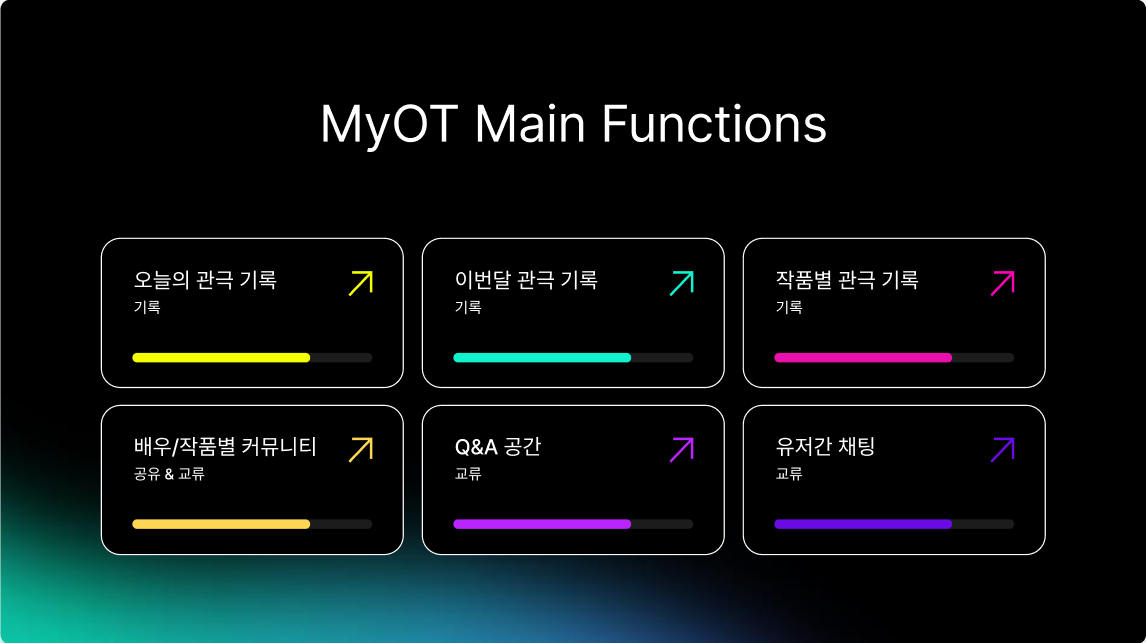 MyOT Main Functions
오늘의 관극 기록
기록
이번달 관극 기록
기록
작품별 관극 기록
기록
배우/작품별 커뮤니티
공유 & 교류
Q&A 공간
교류
유저간 채팅
교류